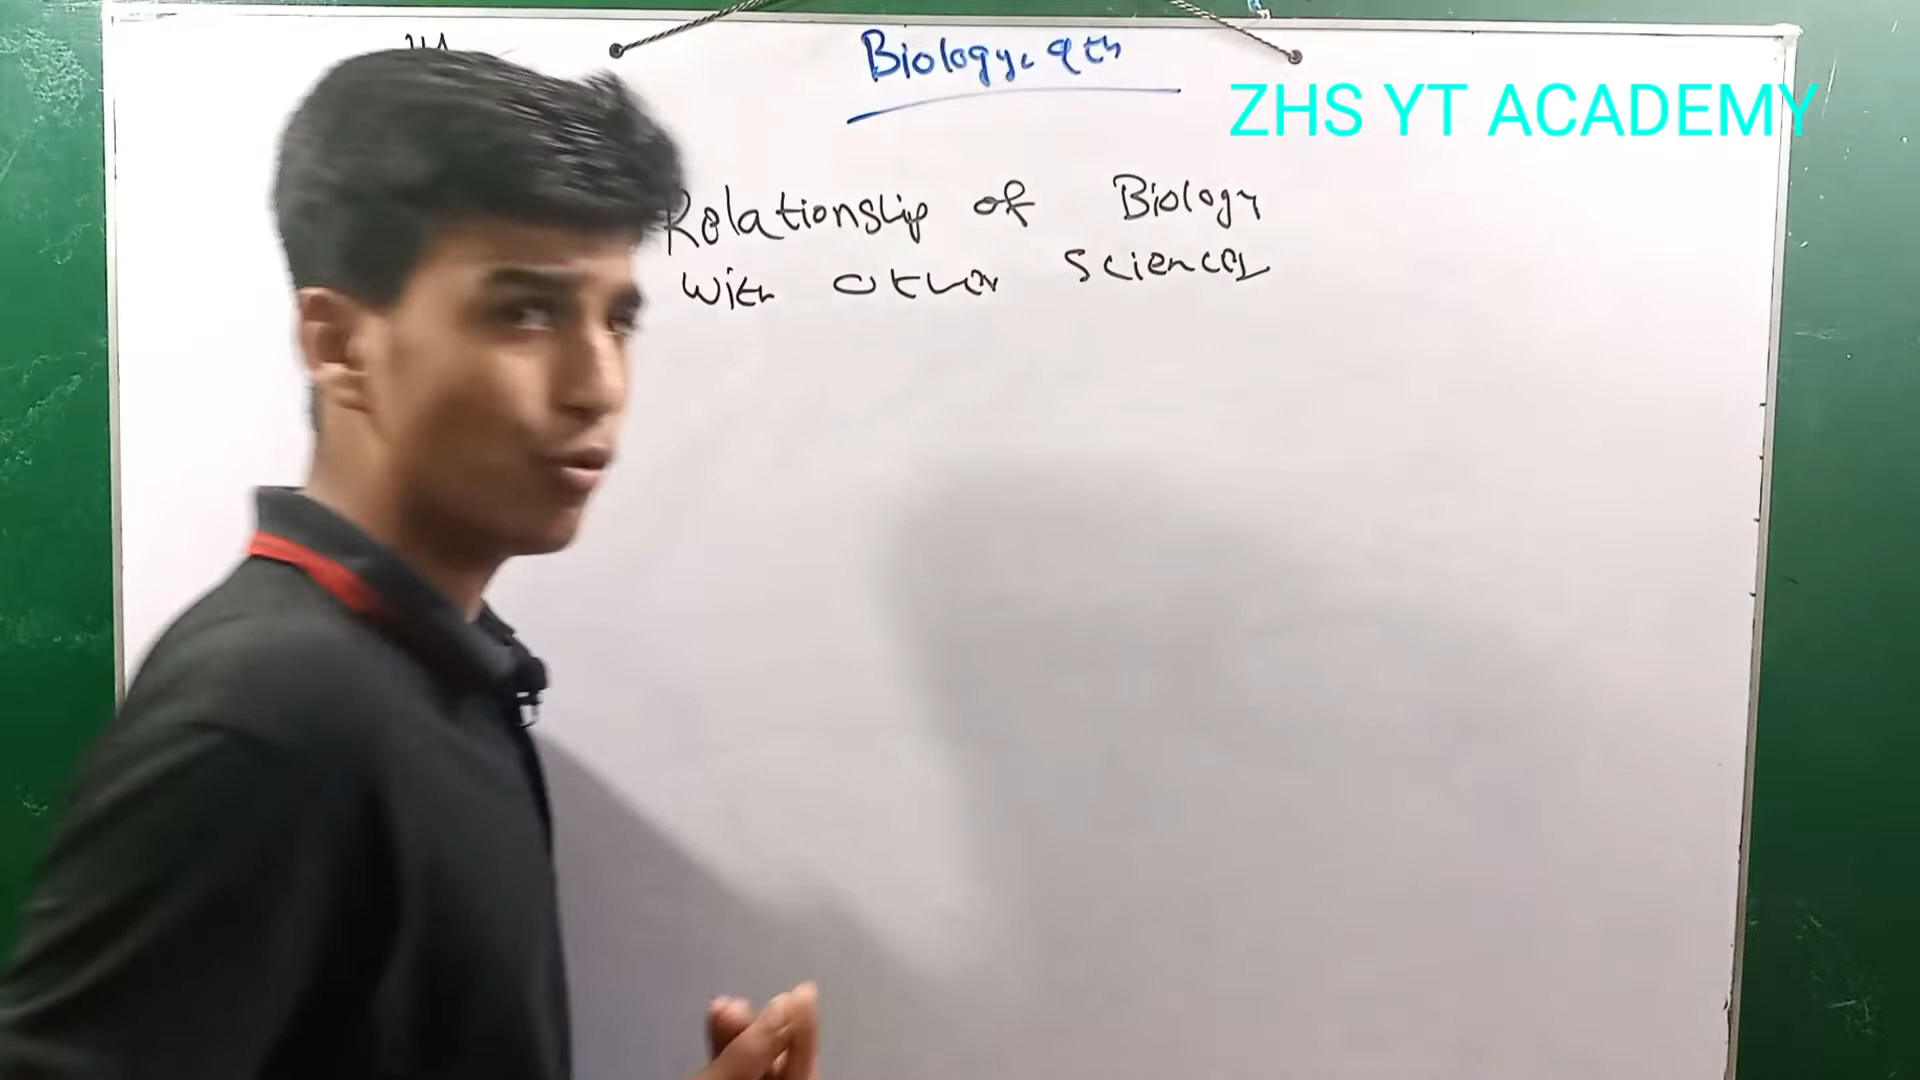 Biology, 9th
ZHS YT ACADEMY
Relationship of Biology
With other Sciences